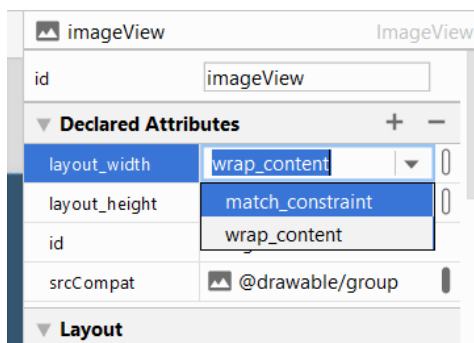 imageView ImageView
id imageView
Declared Attributes + −
layout_width wrap_content
layout_height match_constraint
id wrap_content
srcCompat @drawable/group
Layout